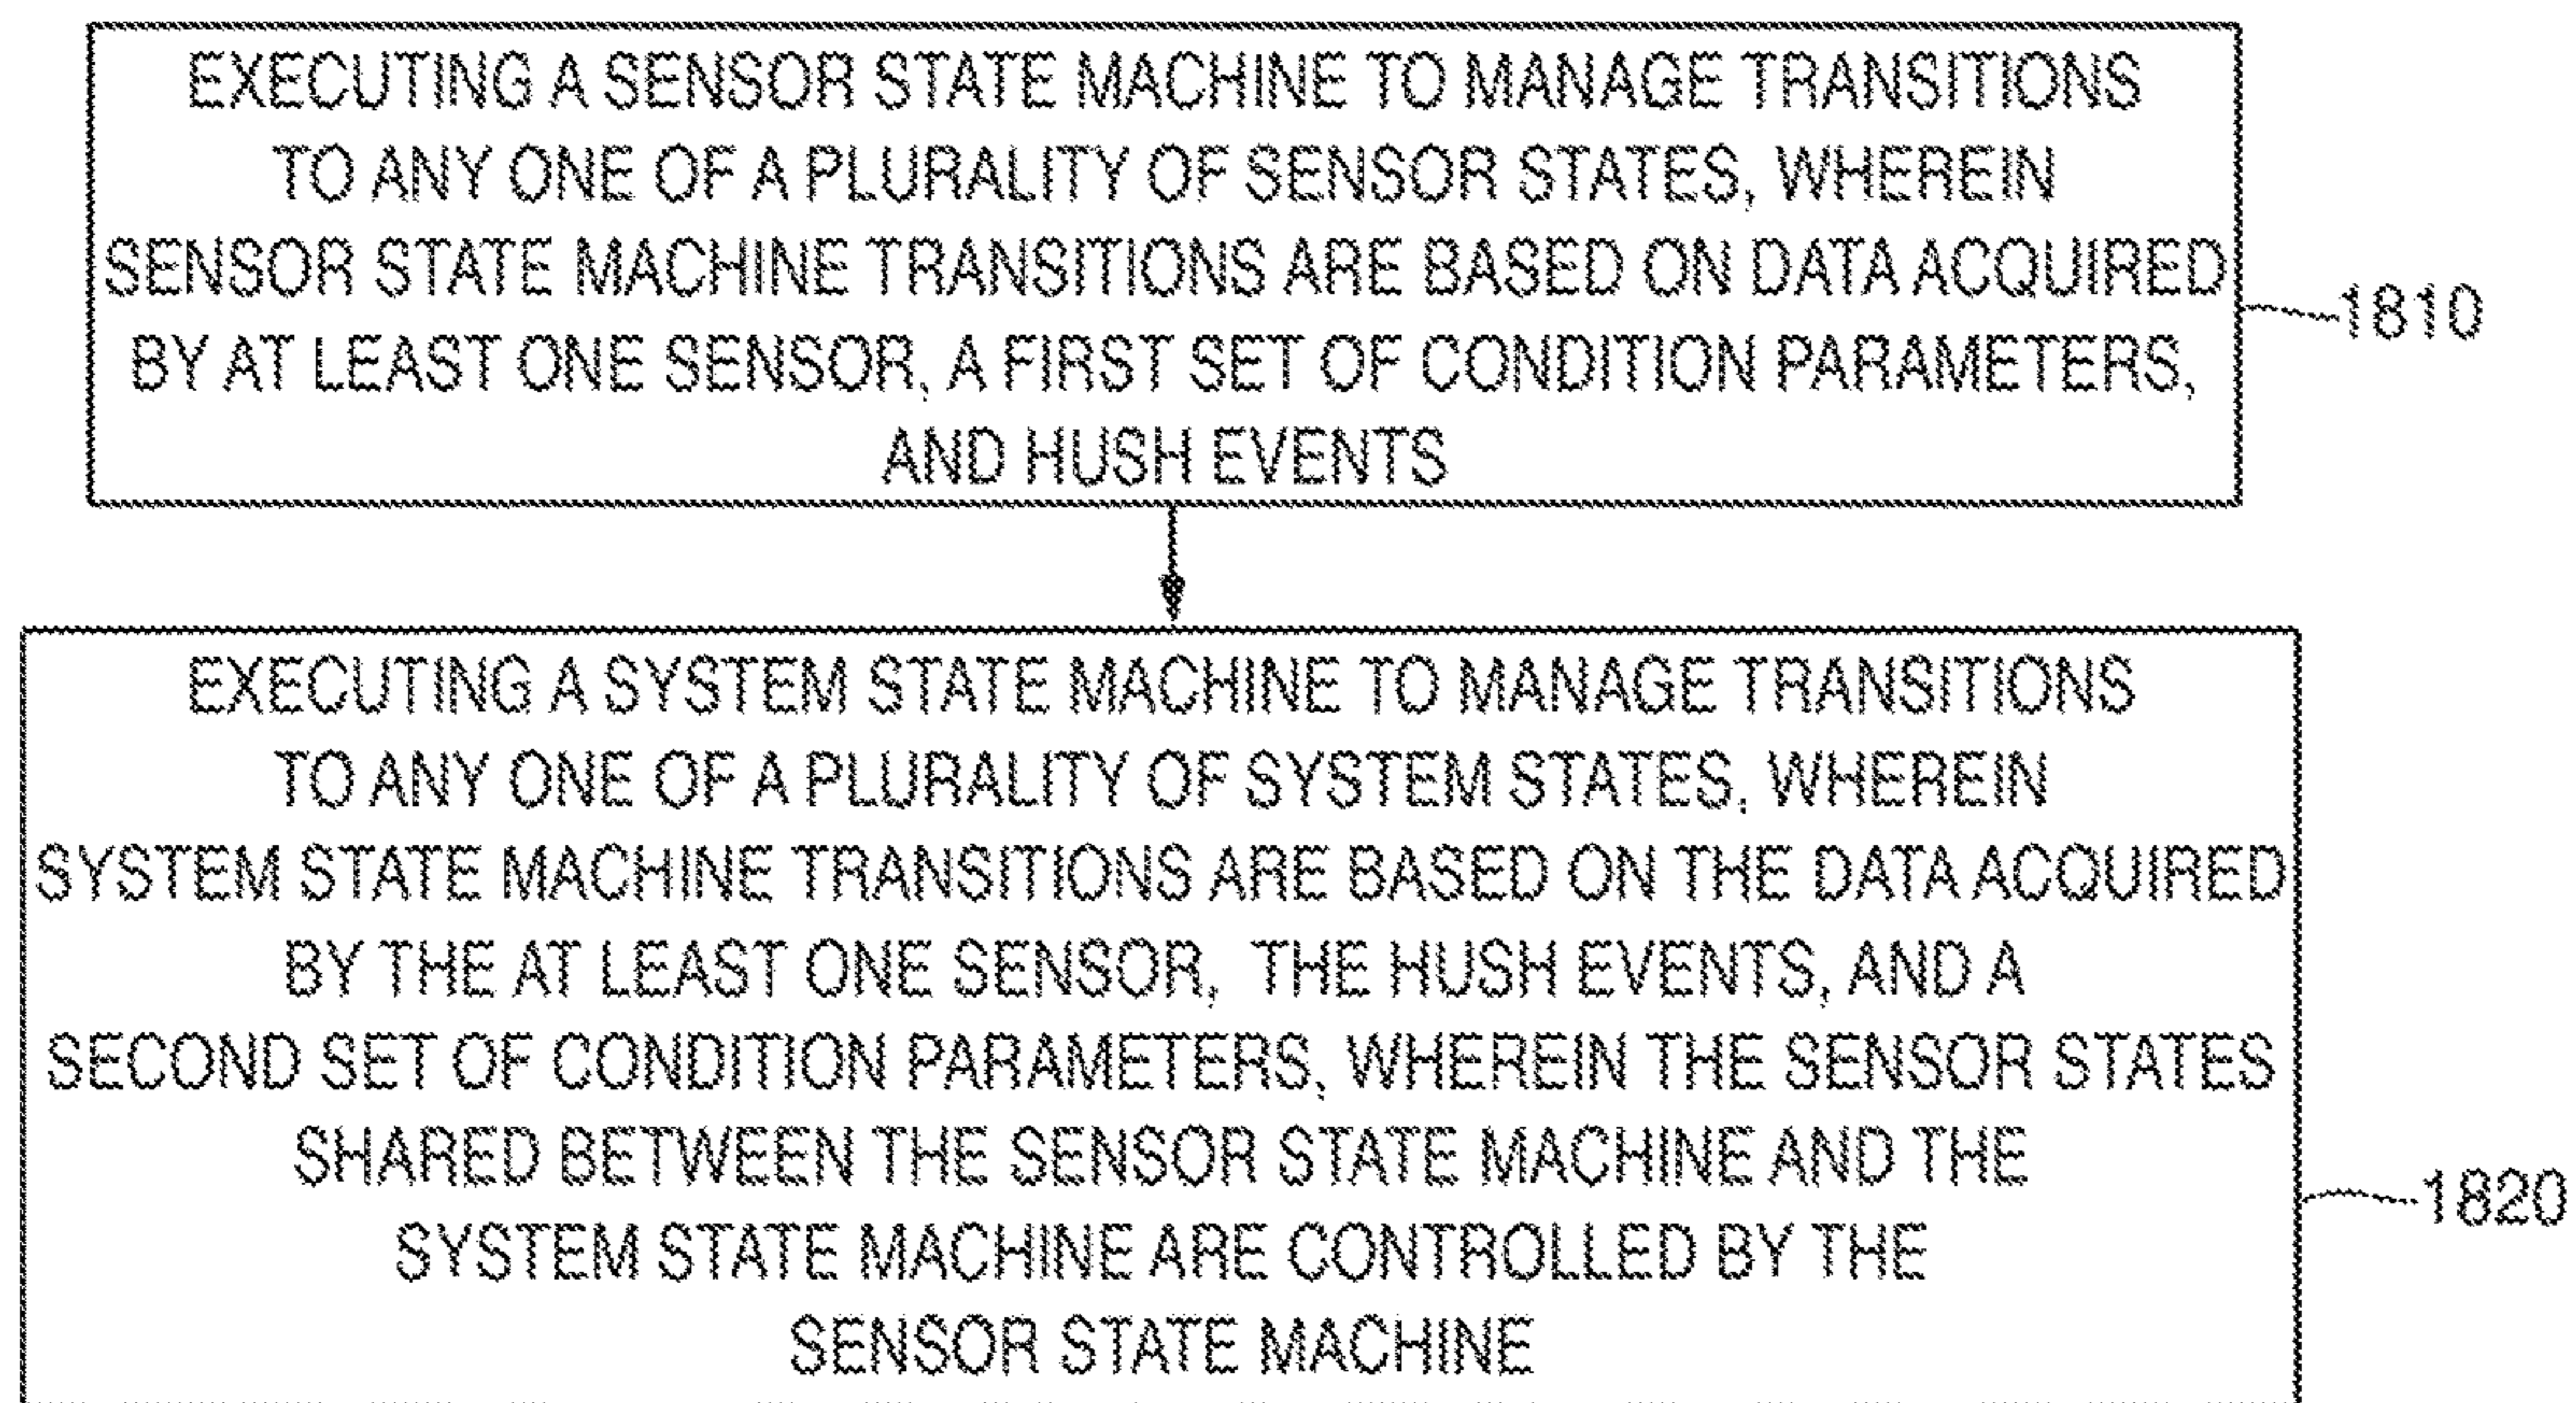 EXECUTING A SENSOR STATE MACHINE TO MANAGE TRANSITIONS
TO ANY ONE OF A PLURALITY OF SENSOR STATES, WHEREIN
SENSOR STATE MACHINE TRANSITIONS ARE BASED ON DATA ACQUIRED
BY AT LEAST ONE SENSOR, A FIRST SET OF CONDITION PARAMETERS,
AND HUSH EVENTS
1810
EXECUTING A SYSTEM STATE MACHINE TO MANAGE TRANSITIONS
TO ANY ONE OF A PLURALITY OF SYSTEM STATES, WHEREIN
SYSTEM STATE MACHINE TRANSITIONS ARE BASED ON THE DATA ACQUIRED
BY THE AT LEAST ONE SENSOR, THE HUSH EVENTS, AND A
SECOND SET OF CONDITION PARAMETERS, WHEREIN THE SENSOR STATES
SHARED BETWEEN THE SENSOR STATE MACHINE AND THE
SYSTEM STATE MACHINE ARE CONTROLLED BY THE
SENSOR STATE MACHINE
1820